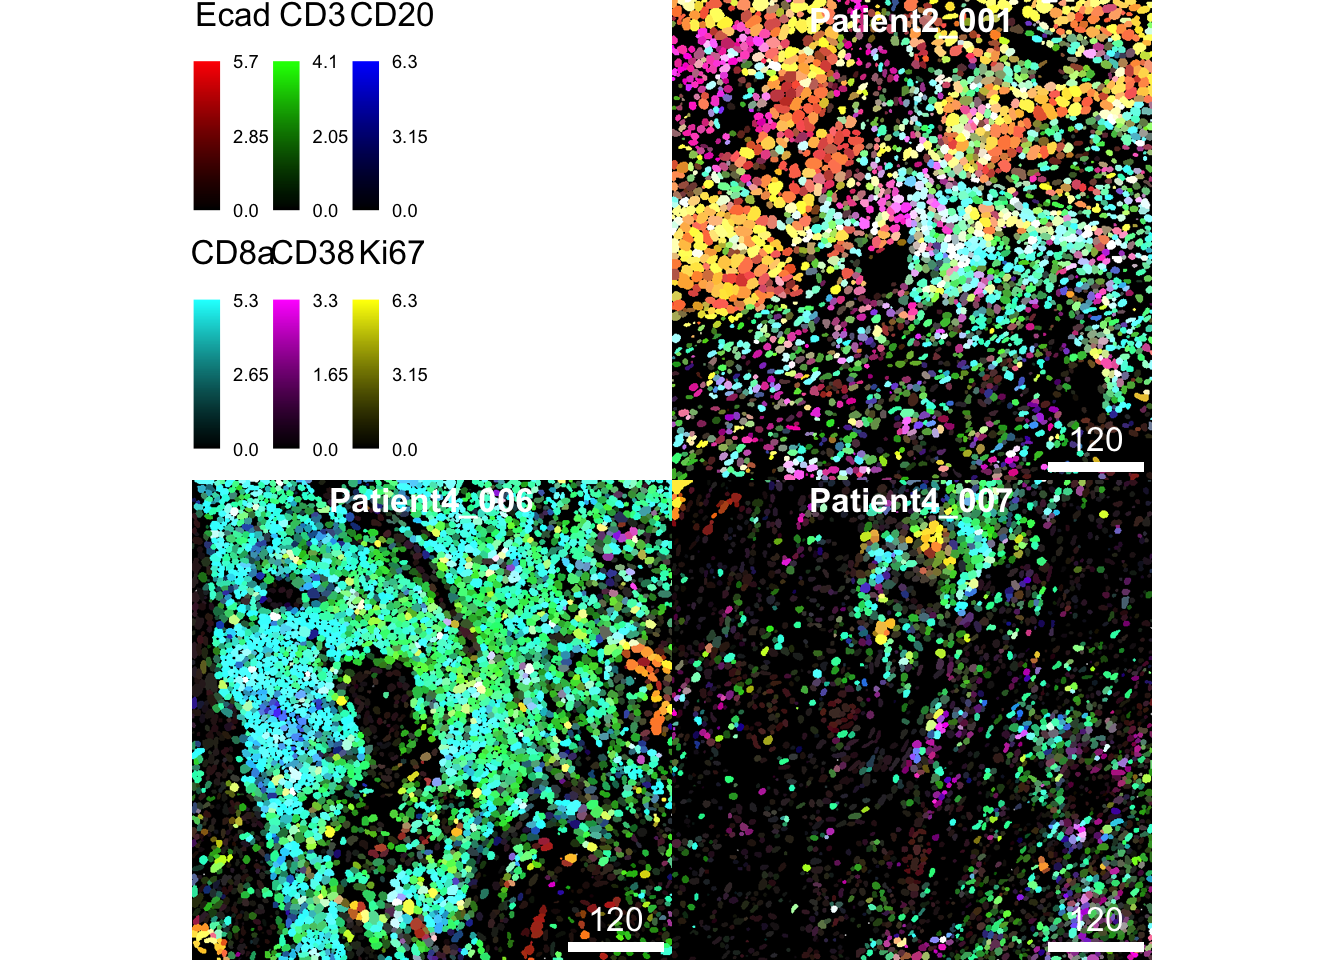 Ecad CD3 CD20
5.7 4.1 6.3
2.85 2.05 3.15
0.0 0.0 0.0
CD8a CD38 Ki67
5.3 3.3 6.3
2.65 1.65 3.15
0.0 0.0 0.0
Patient2_001
120
Patient4_006
120
Patient4_007
120